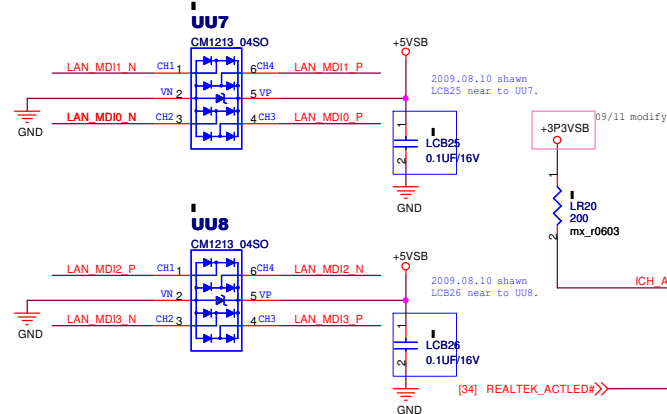 UU7
CM1213_04SO
+5VSB
LAN_MDI1_N CH1 1 6 CH4 LAN_MDI1_P
2009.08.10 shawn
LCB25 near to UU7.
VN 2 5 VP
GND
LAN_MDI0_N CH2 3 4 CH3 LAN_MDI0_P
1
2
LCB25
0.1UF/16V
GND
09/11 modify
+3P3VSB
1
2
LR20
200
mx_r0603
ICH_A
UU8
CM1213_04SO
+5VSB
LAN_MDI2_P CH1 1 6 CH4 LAN_MDI2_N
2009.08.10 shawn
LCB26 near to UU8.
VN 2 5 VP
GND
LAN_MDI3_N CH2 3 4 CH3 LAN_MDI3_P
1
2
LCB26
0.1UF/16V
GND
[34] REALTEK_ACTLED#